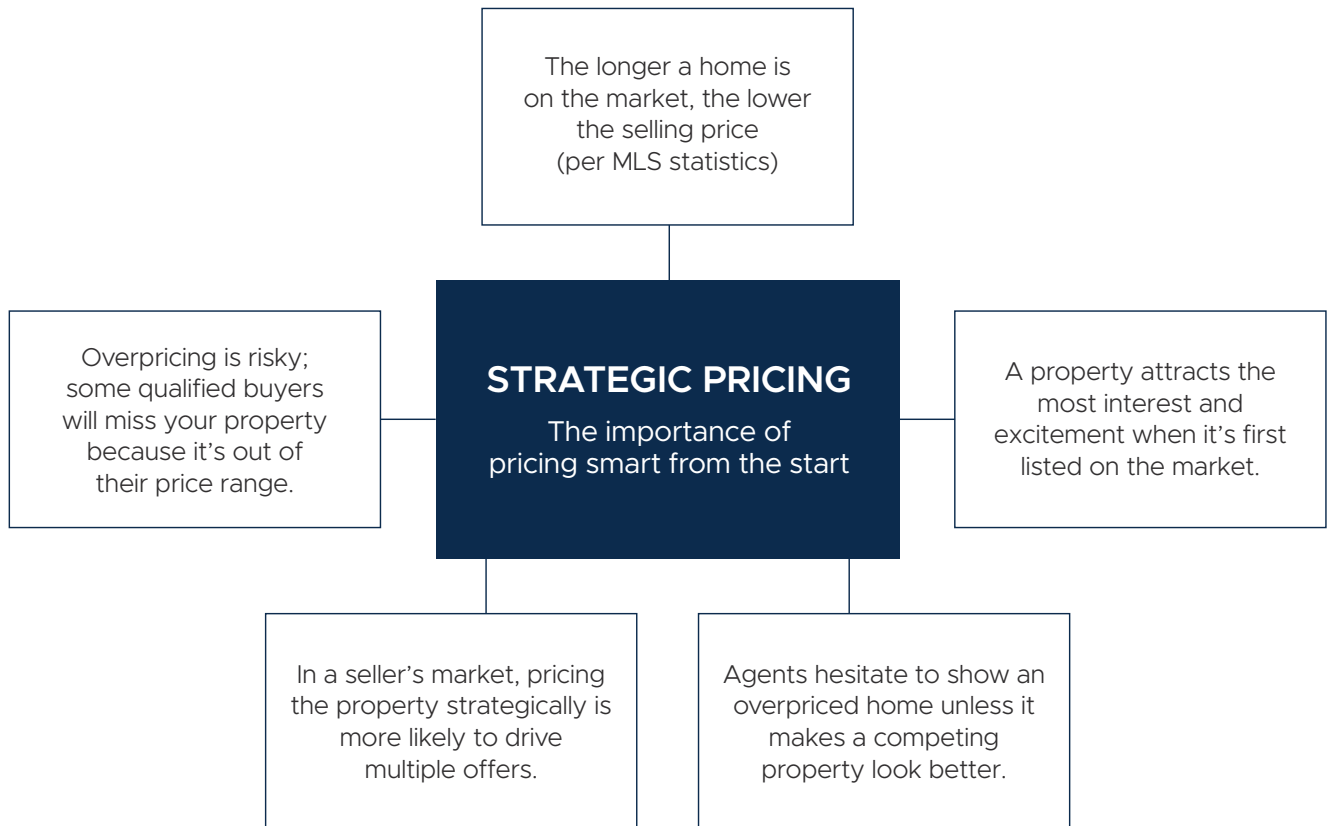 The longer a home is
on the market, the lower
the selling price
(per MLS statistics)
Overpricing is risky;
some qualified buyers
will miss your property
because it’s out of
their price range.
STRATEGIC PRICING
The importance of
pricing smart from the start
A property attracts the
most interest and
excitement when it’s first
listed on the market.
In a seller’s market, pricing
the property strategically is
more likely to drive
multiple offers.
Agents hesitate to show an
overpriced home unless it
makes a competing
property look better.